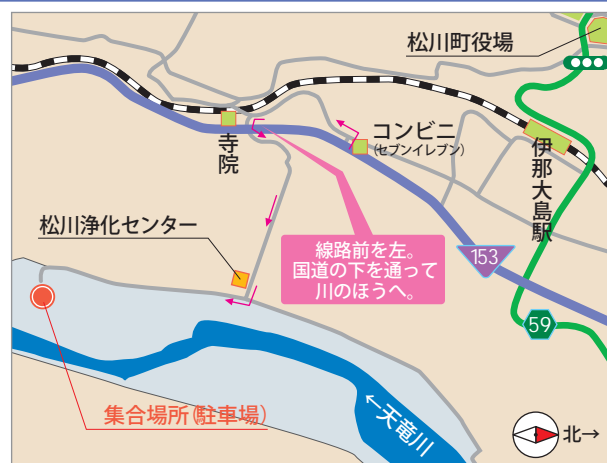 松川町役場
コンビニ
(セブンイレブン)
寺院
伊那大島駅
松川浄化センター
線路前を左。
国道の下を通って
川のほうへ。
153
59
集合場所(駐車場)
←天竜川
北→